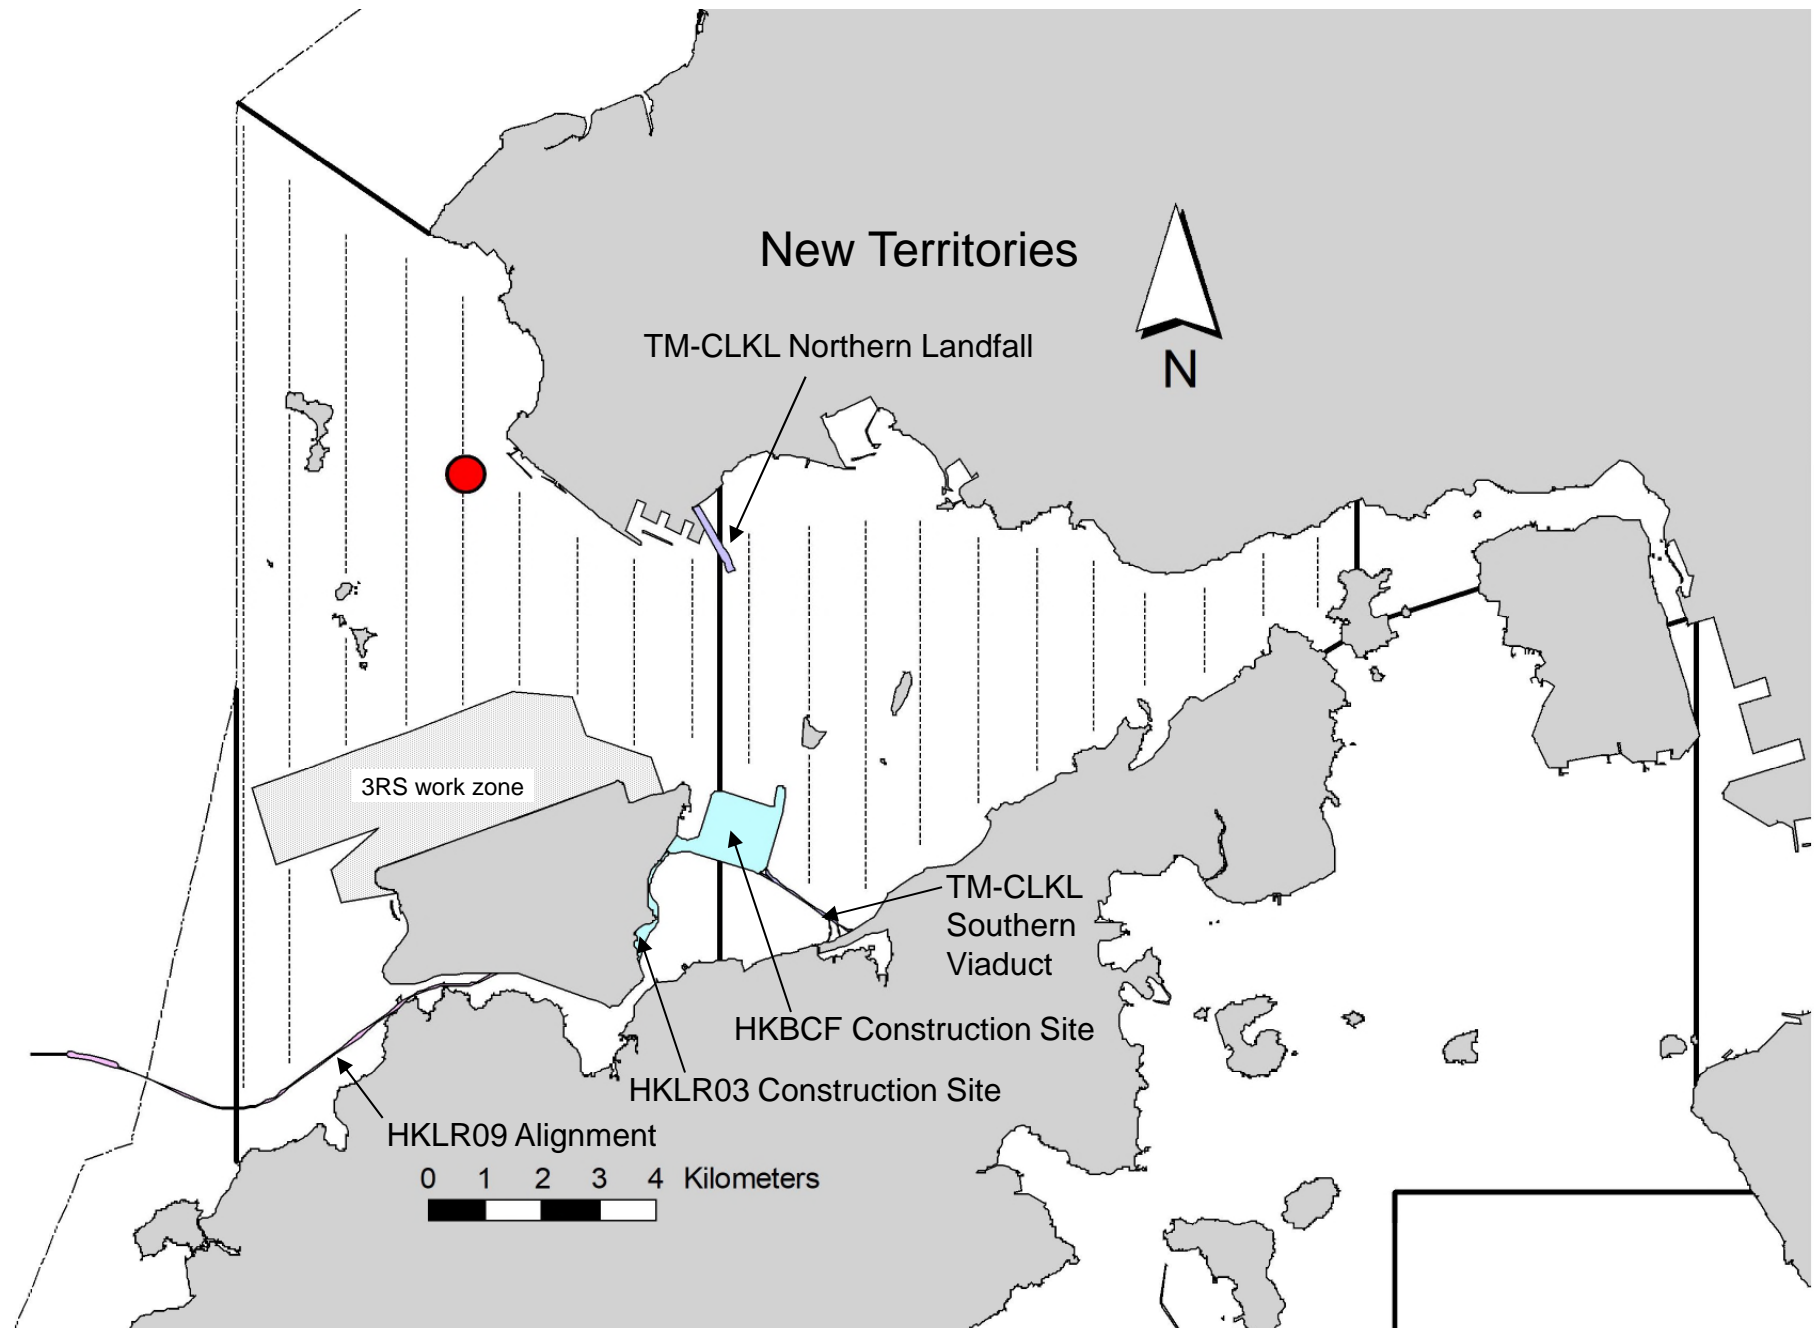 New Territories
TM-CLKL Northern Landfall
N
3RS work zone
TM-CLKL
Southern
Viaduct
HKBCF Construction Site
HKLR03 Construction Site
HKLR09 Alignment
0 1 2 3 4 Kilometers